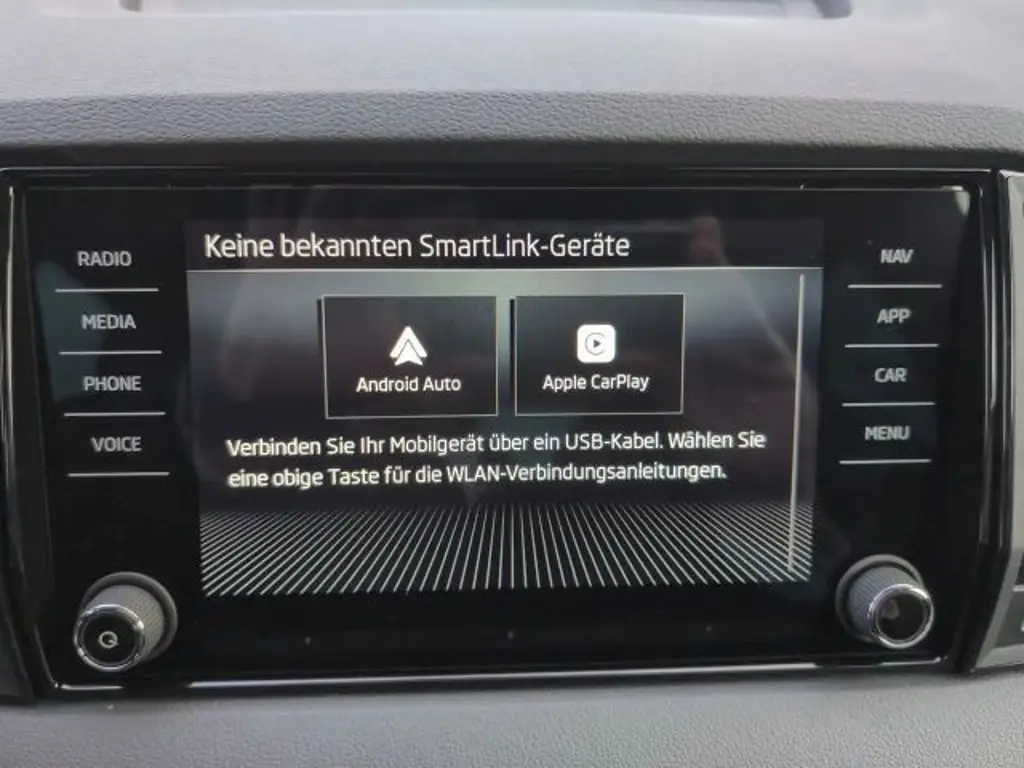 Keine bekannten SmartLink-Geräte
RADIO
MEDIA
PHONE
VOICE
Android Auto
Apple CarPlay
Verbinden Sie Ihr Mobilgerät über ein USB-Kabel. Wählen Sie
eine obige Taste für die WLAN-Verbindungsanleitungen.
NAV
APP
CAR
MENU